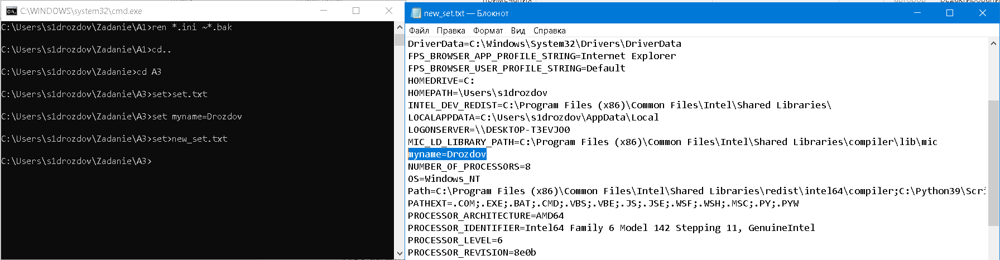 примечания
авторов
редактировани
C:\WINDOWS\system32\cmd.exe
C:\Users\s1drozdov\Zadanie\A1>ren *.ini ~*.bak
C:\Users\s1drozdov\Zadanie\A1>cd..
C:\Users\s1drozdov\Zadanie>cd A3
C:\Users\s1drozdov\Zadanie\A3>set>set.txt
C:\Users\s1drozdov\Zadanie\A3>set myname=Drozdov
C:\Users\s1drozdov\Zadanie\A3>set>new_set.txt
C:\Users\s1drozdov\Zadanie\A3>
new_set.txt — Блокнот
Файл Правка Формат Вид Справка
DriverData=C:\Windows\System32\Drivers\DriverData
FPS_BROWSER_APP_PROFILE_STRING=Internet Explorer
FPS_BROWSER_USER_PROFILE_STRING=Default
HOMEDRIVE=C:
HOMEPATH=\Users\s1drozdov
INTEL_DEV_REDIST=C:\Program Files (x86)\Common Files\Intel\Shared Libraries\
LOCALAPPDATA=C:\Users\s1drozdov\AppData\Local
LOGONSERVER=\\DESKTOP-T3EVJO0
MIC_LD_LIBRARY_PATH=C:\Program Files (x86)\Common Files\Intel\Shared Libraries\compiler\lib\mic
myname=Drozdov
NUMBER_OF_PROCESSORS=8
OS=Windows_NT
Path=C:\Program Files (x86)\Common Files\Intel\Shared Libraries\redist\intel64\compiler;C:\Python39\Scri
PATHEXT=.COM;.EXE;.BAT;.CMD;.VBS;.VBE;.JS;.JSE;.WSF;.WSH;.MSC;.PY;.PYW
PROCESSOR_ARCHITECTURE=AMD64
PROCESSOR_IDENTIFIER=Intel64 Family 6 Model 142 Stepping 11, GenuineIntel
PROCESSOR_LEVEL=6
PROCESSOR_REVISION=8e0b